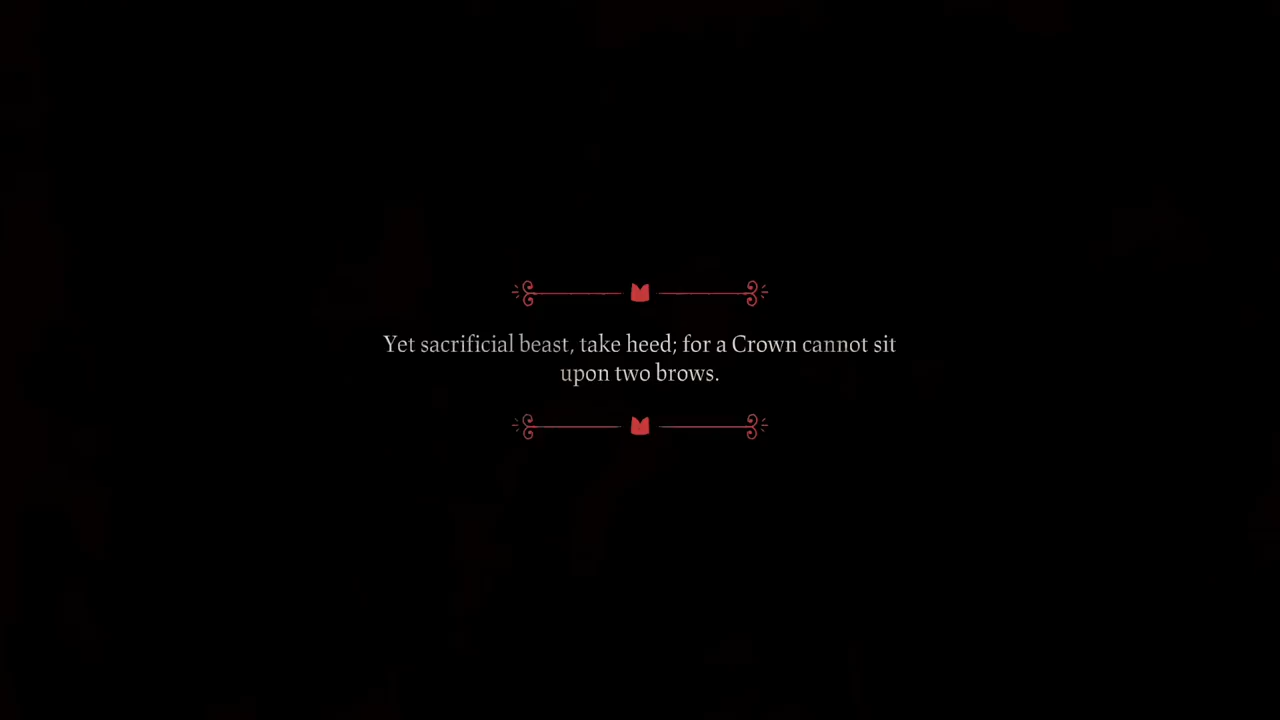 Yet sacrificial beast, take heed; for a Crown cannot sit
upon two brows.